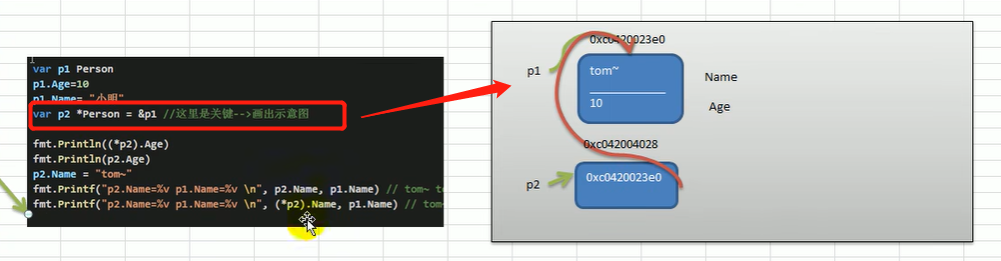 var p1 Person
p1.Age=10
p1.Name= "小明"
var p2 *Person = &p1 //这里是关键-->画出示意图
fmt.Println((*p2).Age)
fmt.Println(p2.Age)
p2.Name = "tom~"
fmt.Printf("p2.Name=%v p1.Name=%v \n", p2.Name, p1.Name) // tom~ t
fmt.Printf("p2.Name=%v p1.Name=%v \n", (*p2).Name, p1.Name) // tom~
0xc0420023e0
p1
tom~
Name
10
Age
0xc042004028
p2
0xc0420023e0